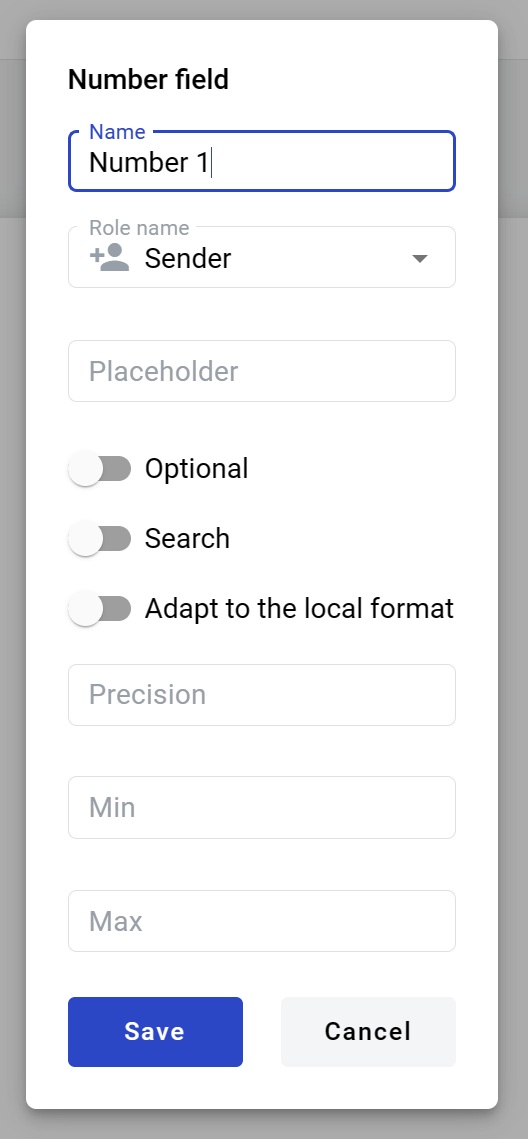 Number field
Name
Number 1
Role name
Sender
Placeholder
Optional
Search
Adapt to the local format
Precision
Min
Max
Save
Cancel